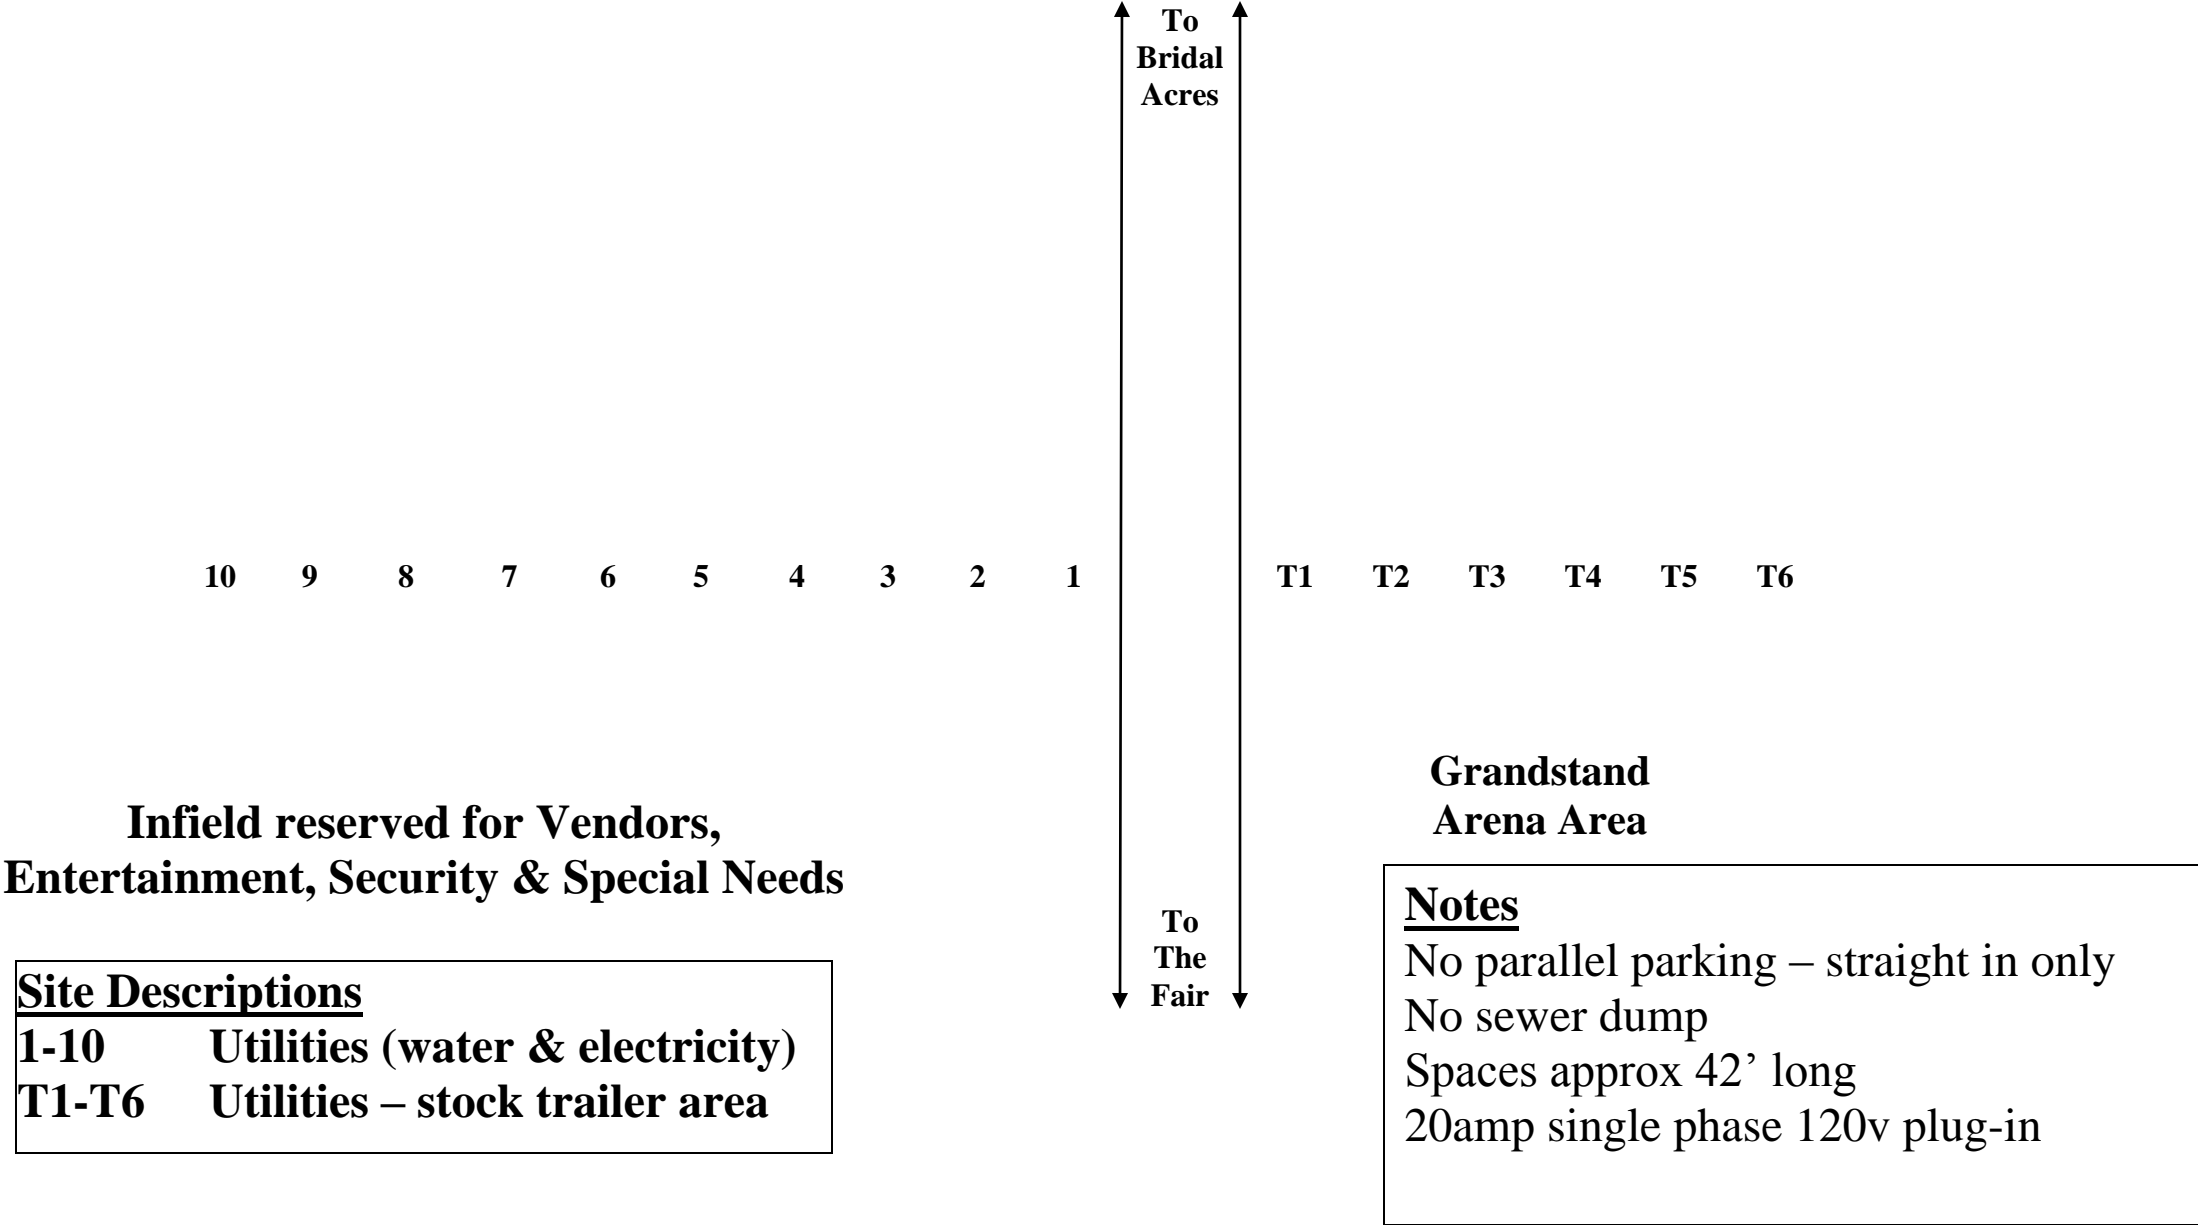 To
Bridal
Acres
10 9 8 7 6 5 4 3 2 1 T1 T2 T3 T4 T5 T6
Grandstand
Arena Area
Infield reserved for Vendors,
Entertainment, Security & Special Needs
To
The
Fair
Site Descriptions
1-10 Utilities (water & electricity)
T1-T6 Utilities – stock trailer area
Notes
No parallel parking – straight in only
No sewer dump
Spaces approx 42’ long
20amp single phase 120v plug-in